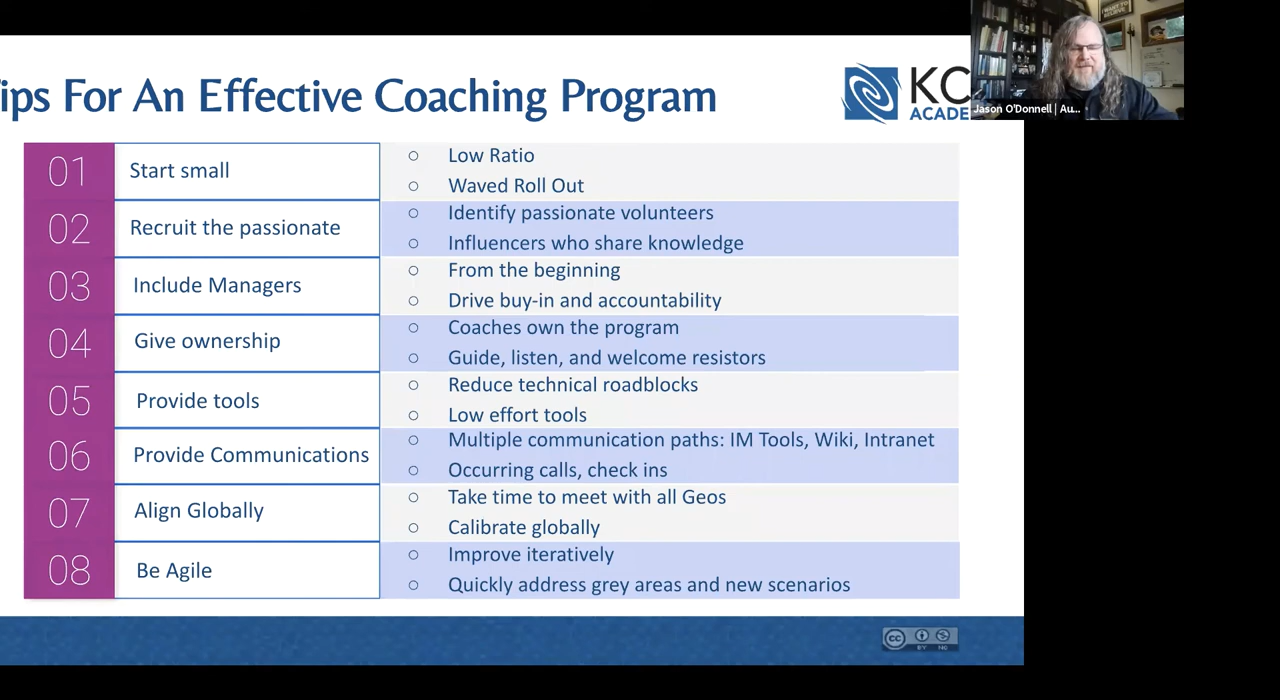 ips For An Effective Coaching Program
KC
ACADE
Jason O'Donnell | Au...
01
Start small
○ Low Ratio
○ Waved Roll Out
02
Recruit the passionate
○ Identify passionate volunteers
○ Influencers who share knowledge
03
Include Managers
○ From the beginning
○ Drive buy-in and accountability
04
Give ownership
○ Coaches own the program
○ Guide, listen, and welcome resistors
05
Provide tools
○ Reduce technical roadblocks
○ Low effort tools
06
Provide Communications
○ Multiple communication paths: IM Tools, Wiki, Intranet
○ Occurring calls, check ins
07
Align Globally
○ Take time to meet with all Geos
○ Calibrate globally
08
Be Agile
○ Improve iteratively
○ Quickly address grey areas and new scenarios
cc
BY NC